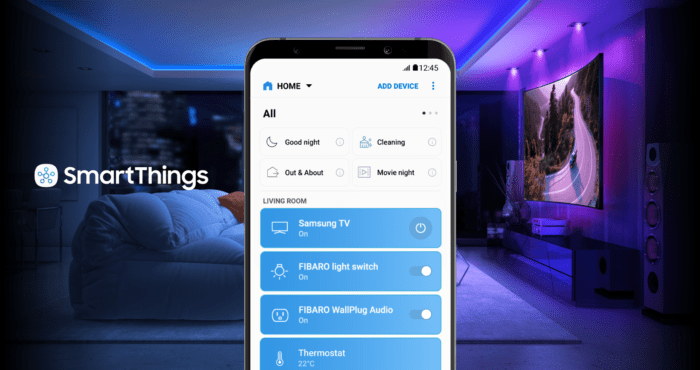 12:45
HOME
ADD DEVICE
All
Good night
Cleaning
Out & About
Movie night
SmartThings
LIVING ROOM
Samsung TV
On
FIBARO light switch
On
FIBARO WallPlug Audio
On
Thermostat
22°C